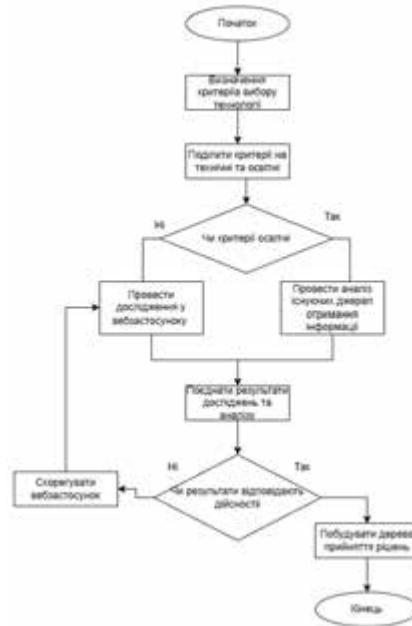 Початок
Визначення
критеріїв вибору
технології
Поділити критерії на
технічні та освітні
Ні
Так
Чи критерії освітні
Провести
дослідження у
вебзастосунку
Провести аналіз
існуючих джерел
отримання
інформації
Поєднати результати
досліджень та
аналізу
Ні
Так
Чи результати відповідають
дійсності
Скорегувати
вебзастосунок
Побудувати дерева
прийняття рішень
Кінець